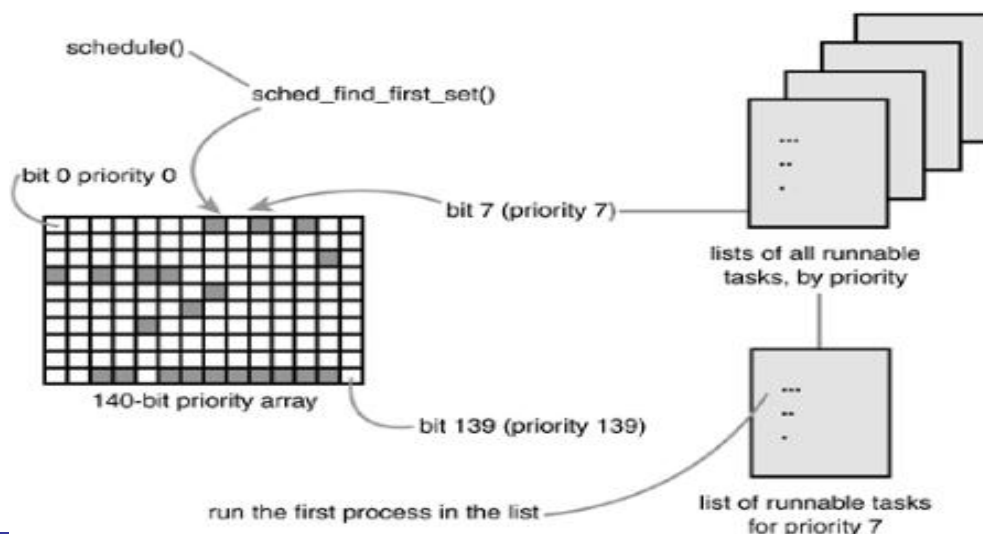 schedule()
sched_find_first_set()
bit 0 priority 0
bit 7 (priority 7)
...
..
.
lists of all runnable
tasks, by priority
140-bit priority array
bit 139 (priority 139)
...
..
.
run the first process in the list
list of runnable tasks
for priority 7